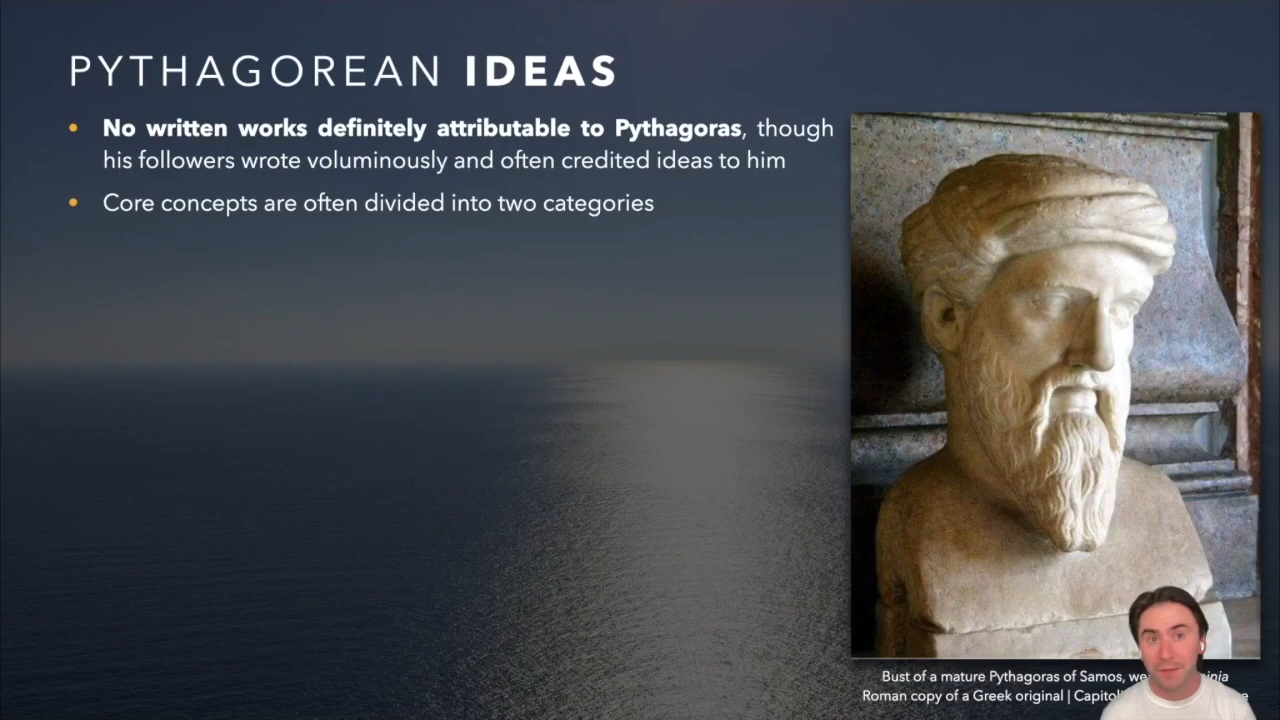 PYTHAGOREAN IDEAS
• No written works definitely attributable to Pythagoras, though
his followers wrote voluminously and often credited ideas to him
• Core concepts are often divided into two categories
Bust of a mature Pythagoras of Samos,
Roman copy of a Greek original |